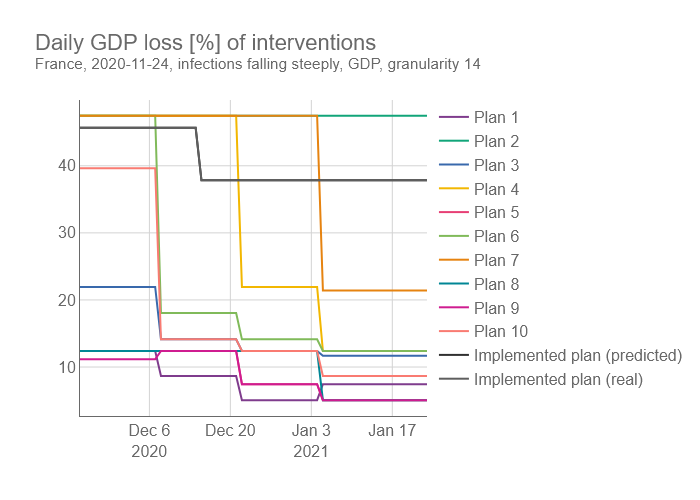 Daily GDP loss [%] of interventions
France, 2020-11-24, infections falling steeply, GDP, granularity 14
40
30
20
10
Dec 6
2020
Dec 20
Jan 3
2021
Jan 17
Plan 1
Plan 2
Plan 3
Plan 4
Plan 5
Plan 6
Plan 7
Plan 8
Plan 9
Plan 10
Implemented plan (predicted)
Implemented plan (real)